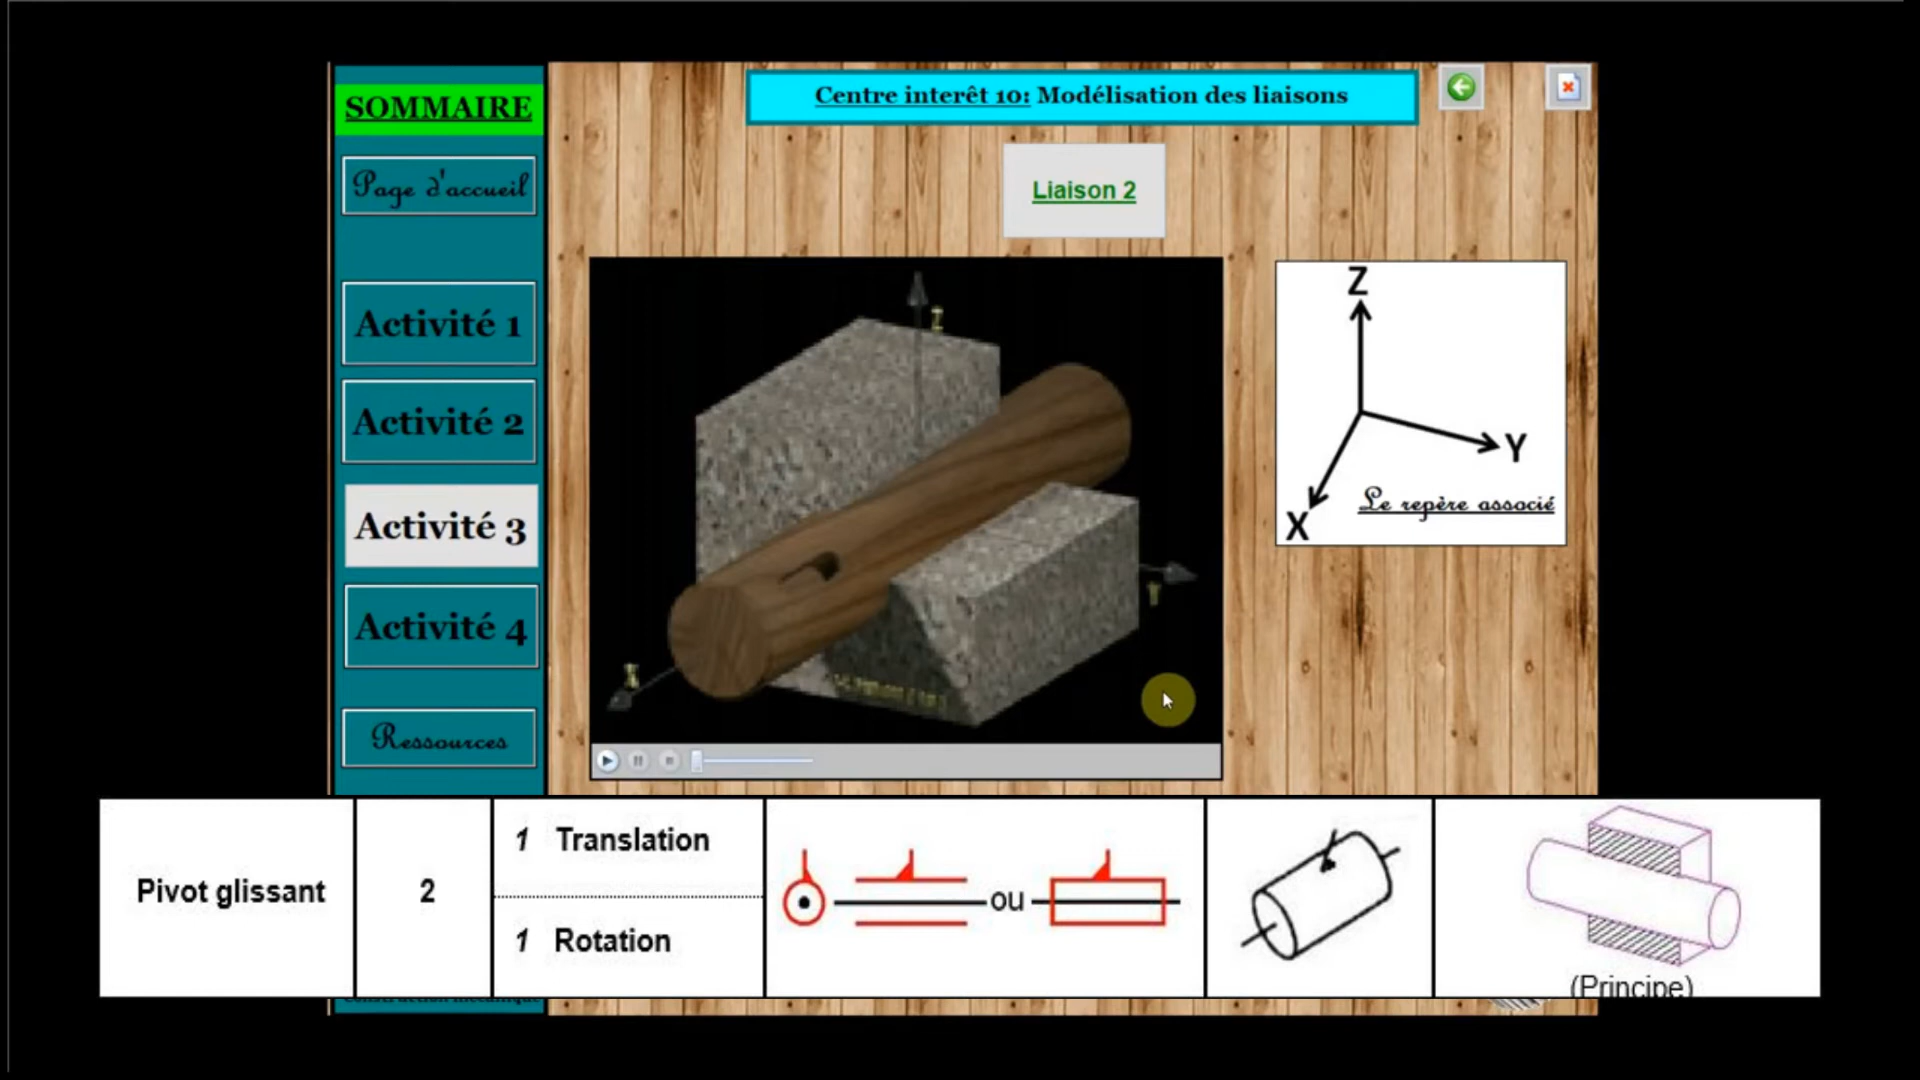 SOMMAIRE
Page d'accueil
Activité 1
Activité 2
Activité 3
Activité 4
Ressources
Centre interêt 10: Modélisation des liaisons
Liaison 2
Z
Y
X
Le repère associé
Pivot glissant
2
1 Translation
1 Rotation
ou
(Principe)